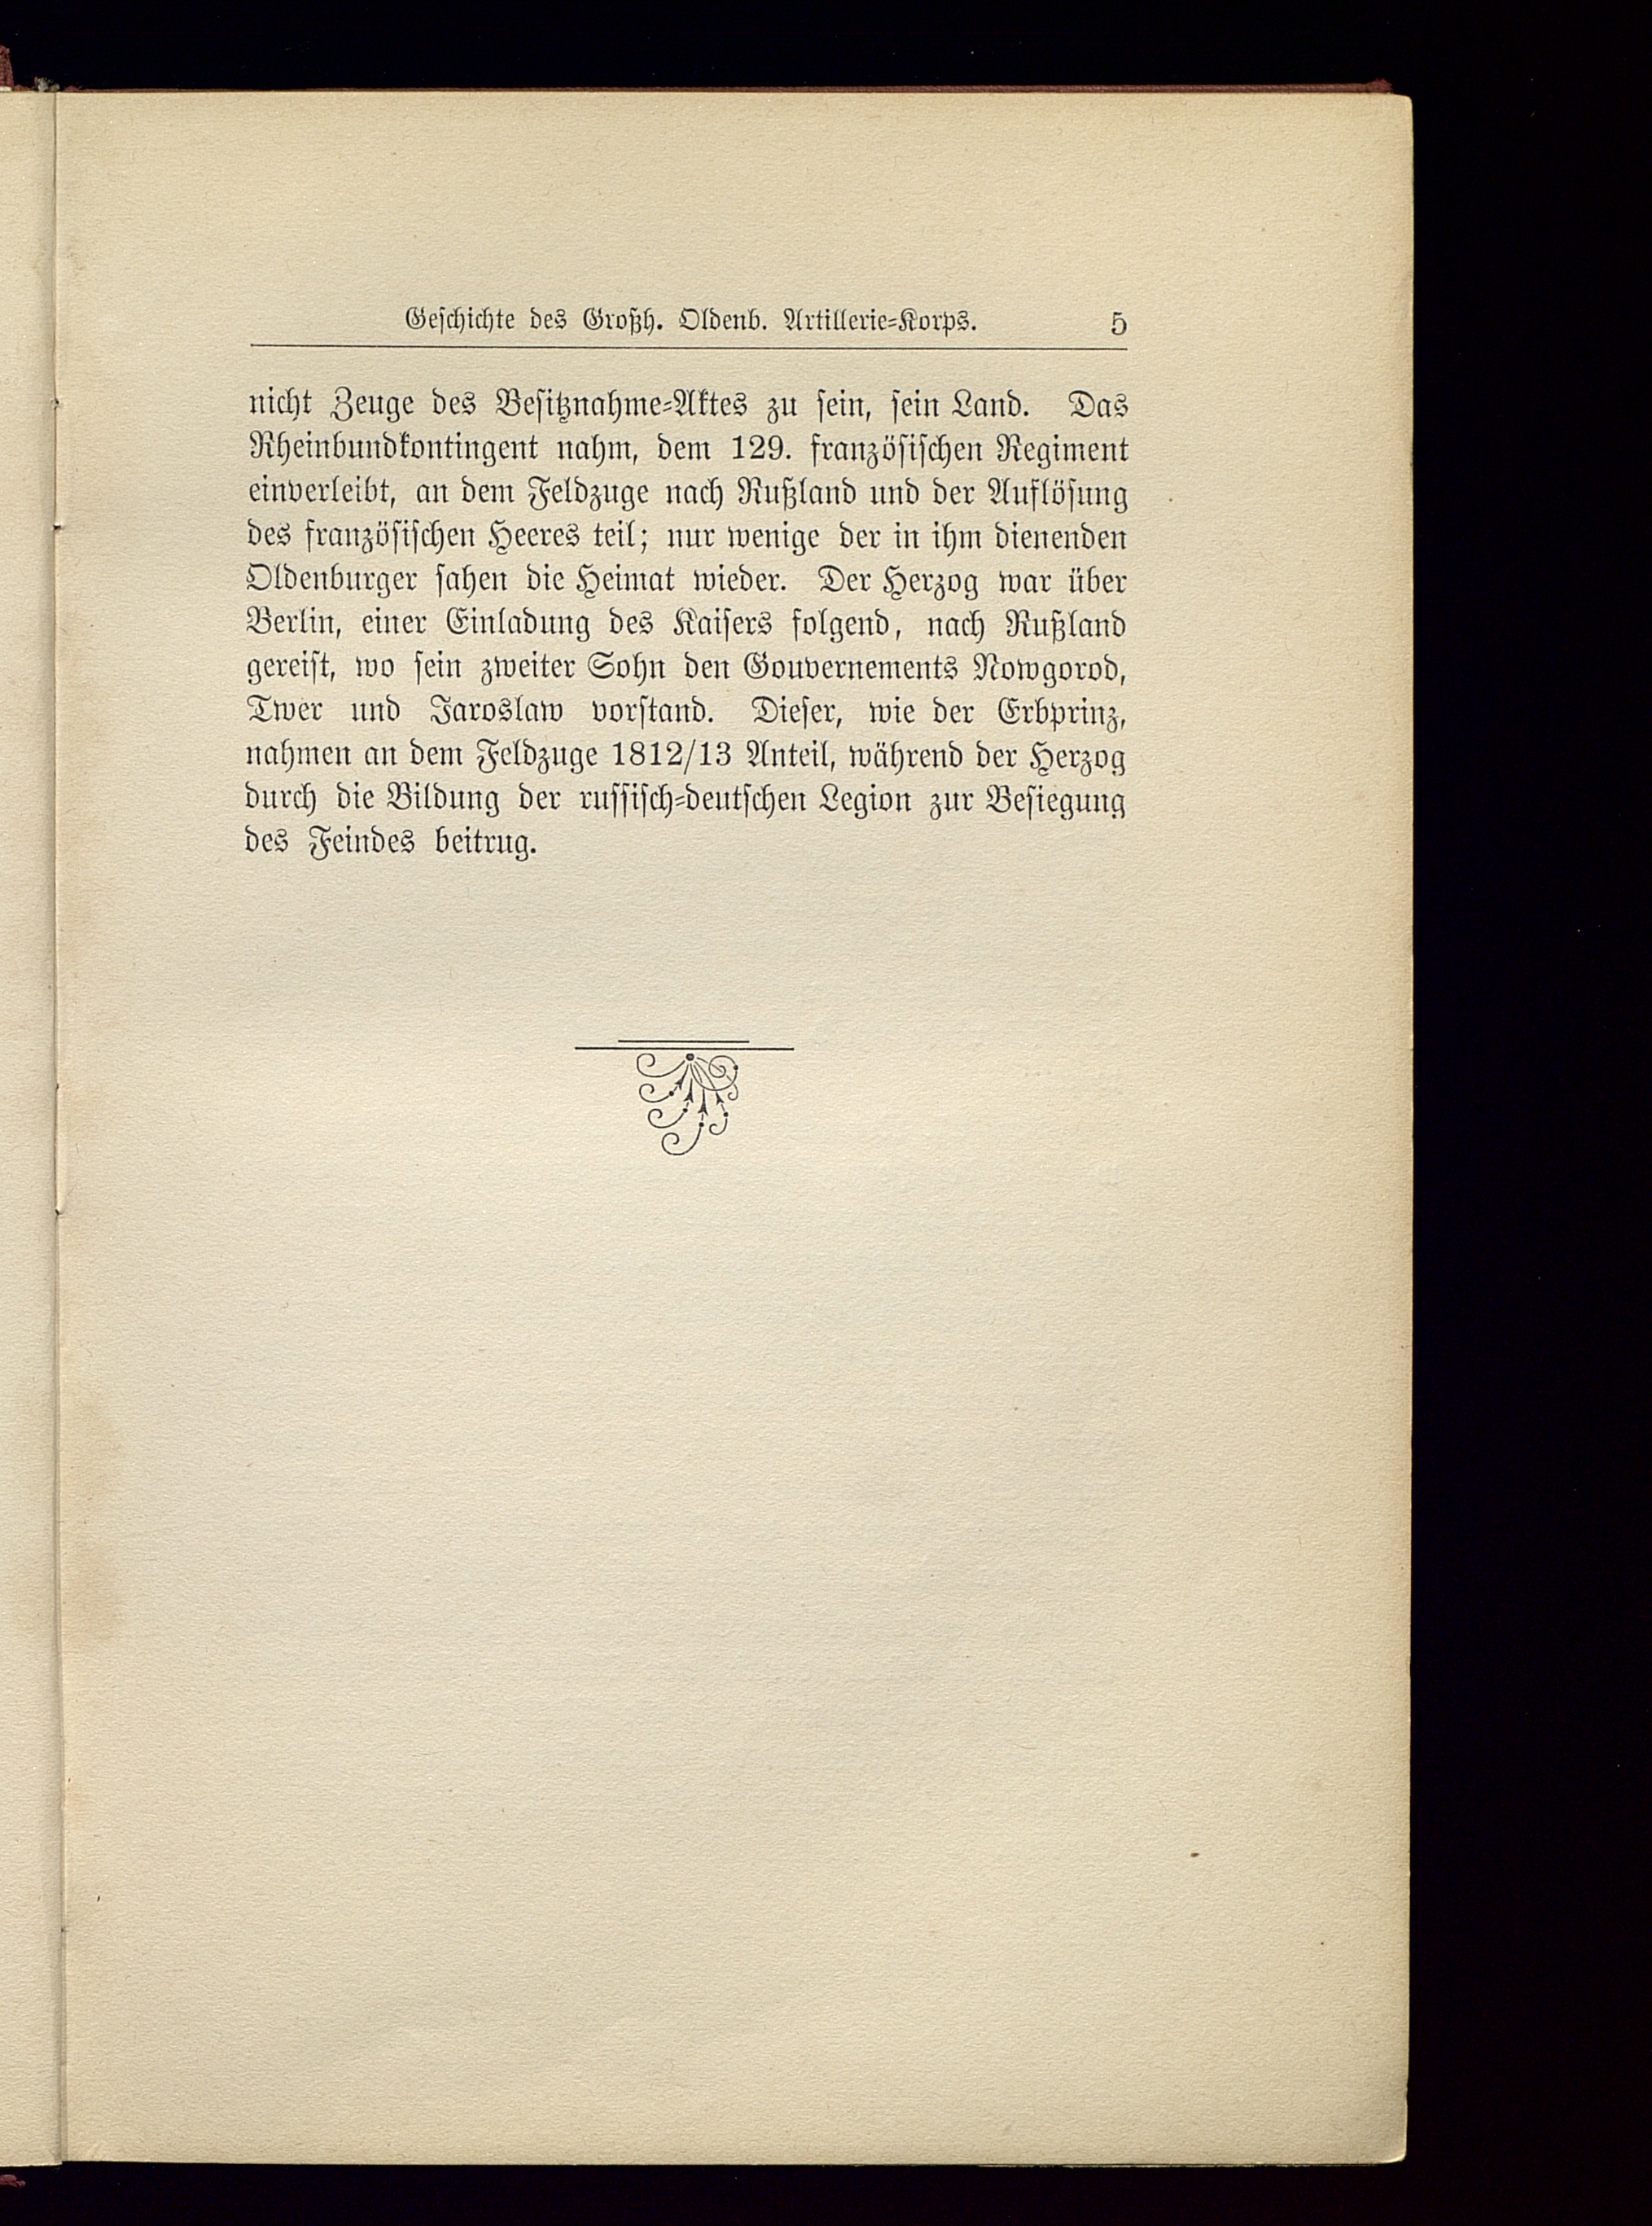 Geschichte des Großh. Oldenb. Artillerie-Korps. 5
nicht Zeuge des Besitznahme-Aktes zu sein, sein Land. Das
Rheinbundkontingent nahm, dem 129. französischen Regiment
einverleibt, an dem Feldzuge nach Rußland und der Auflösung
des französischen Heeres teil; nur wenige der in ihm dienenden
Oldenburger sahen die Heimat wieder. Der Herzog war über
Berlin, einer Einladung des Kaisers folgend, nach Rußland
gereist, wo sein zweiter Sohn den Gouvernements Nowgorod,
Twer und Jaroslaw vorstand. Dieser, wie der Erbprinz,
nahmen an dem Feldzuge 1812/13 Anteil, während der Herzog
durch die Bildung der russisch-deutschen Legion zur Besiegung
des Feindes beitrug.